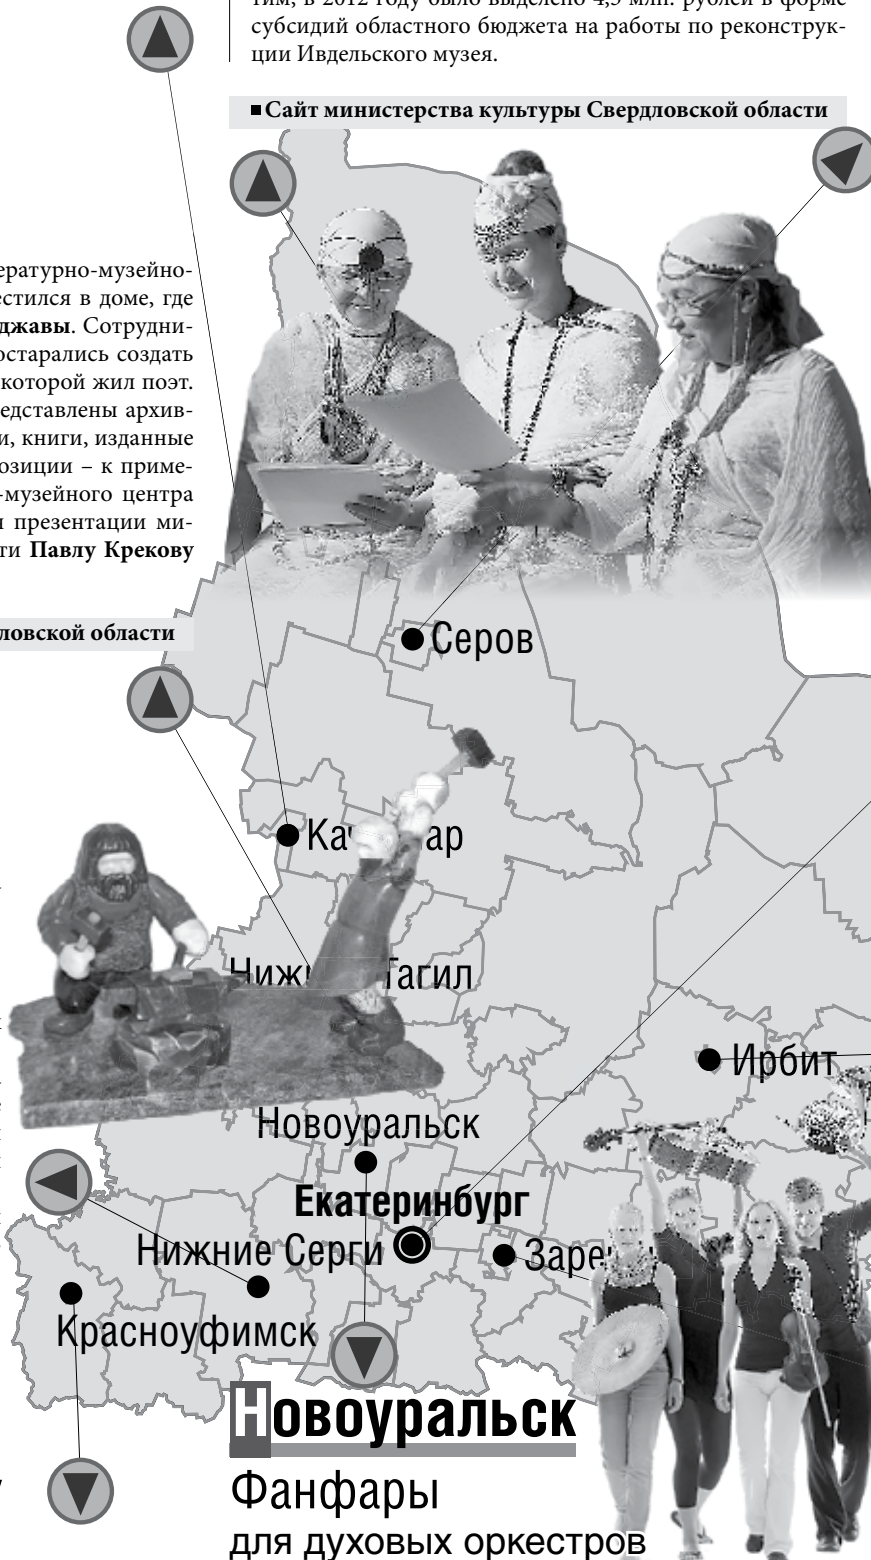 тим, в 2012 году было выделено 4,5 млн. рублей в форме
субсидий областного бюджета на работы по реконструк-
ции Ивдельского музея.
Сайт министерства культуры Свердловской области
ературно-музейно-
естился в доме, где
джавы. Сотрудни-
остарались создать
которой жил поэт.
едставлены архив-
и, книги, изданные
озиции – к приме-
-музейного центра
и презентации ми-
ти Павлу Крекову
ловской области
Серов
Ка ар
Нижн Тагил
Ирбит
Новоуральск
Екатеринбург
Нижние Серги
Заре
Красноуфимск
Новоуральск
Фанфары
для духовых оркестров